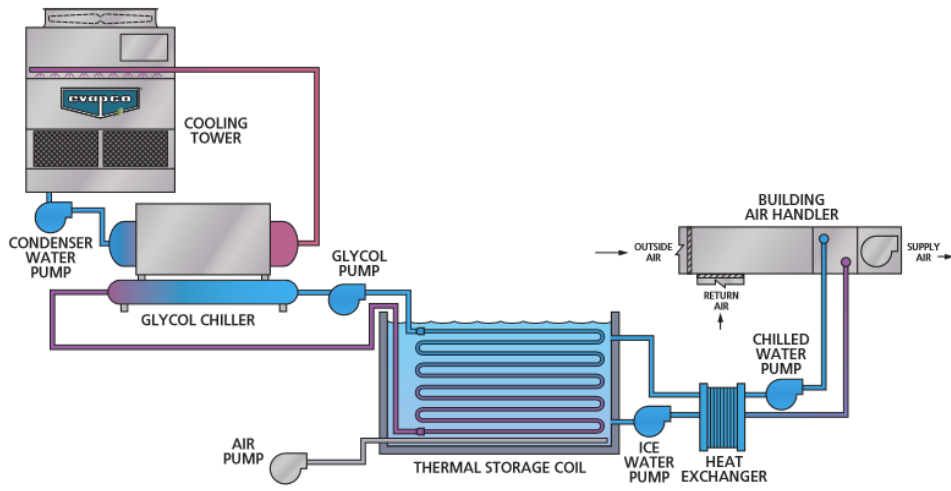 evapco
COOLING
TOWER
CONDENSER
WATER
PUMP
GLYCOL
PUMP
GLYCOL CHILLER
BUILDING
AIR HANDLER
OUTSIDE
AIR
SUPPLY
AIR
RETURN
AIR
CHILLED
WATER
PUMP
AIR
PUMP
THERMAL STORAGE COIL
ICE
WATER
PUMP
HEAT
EXCHANGER